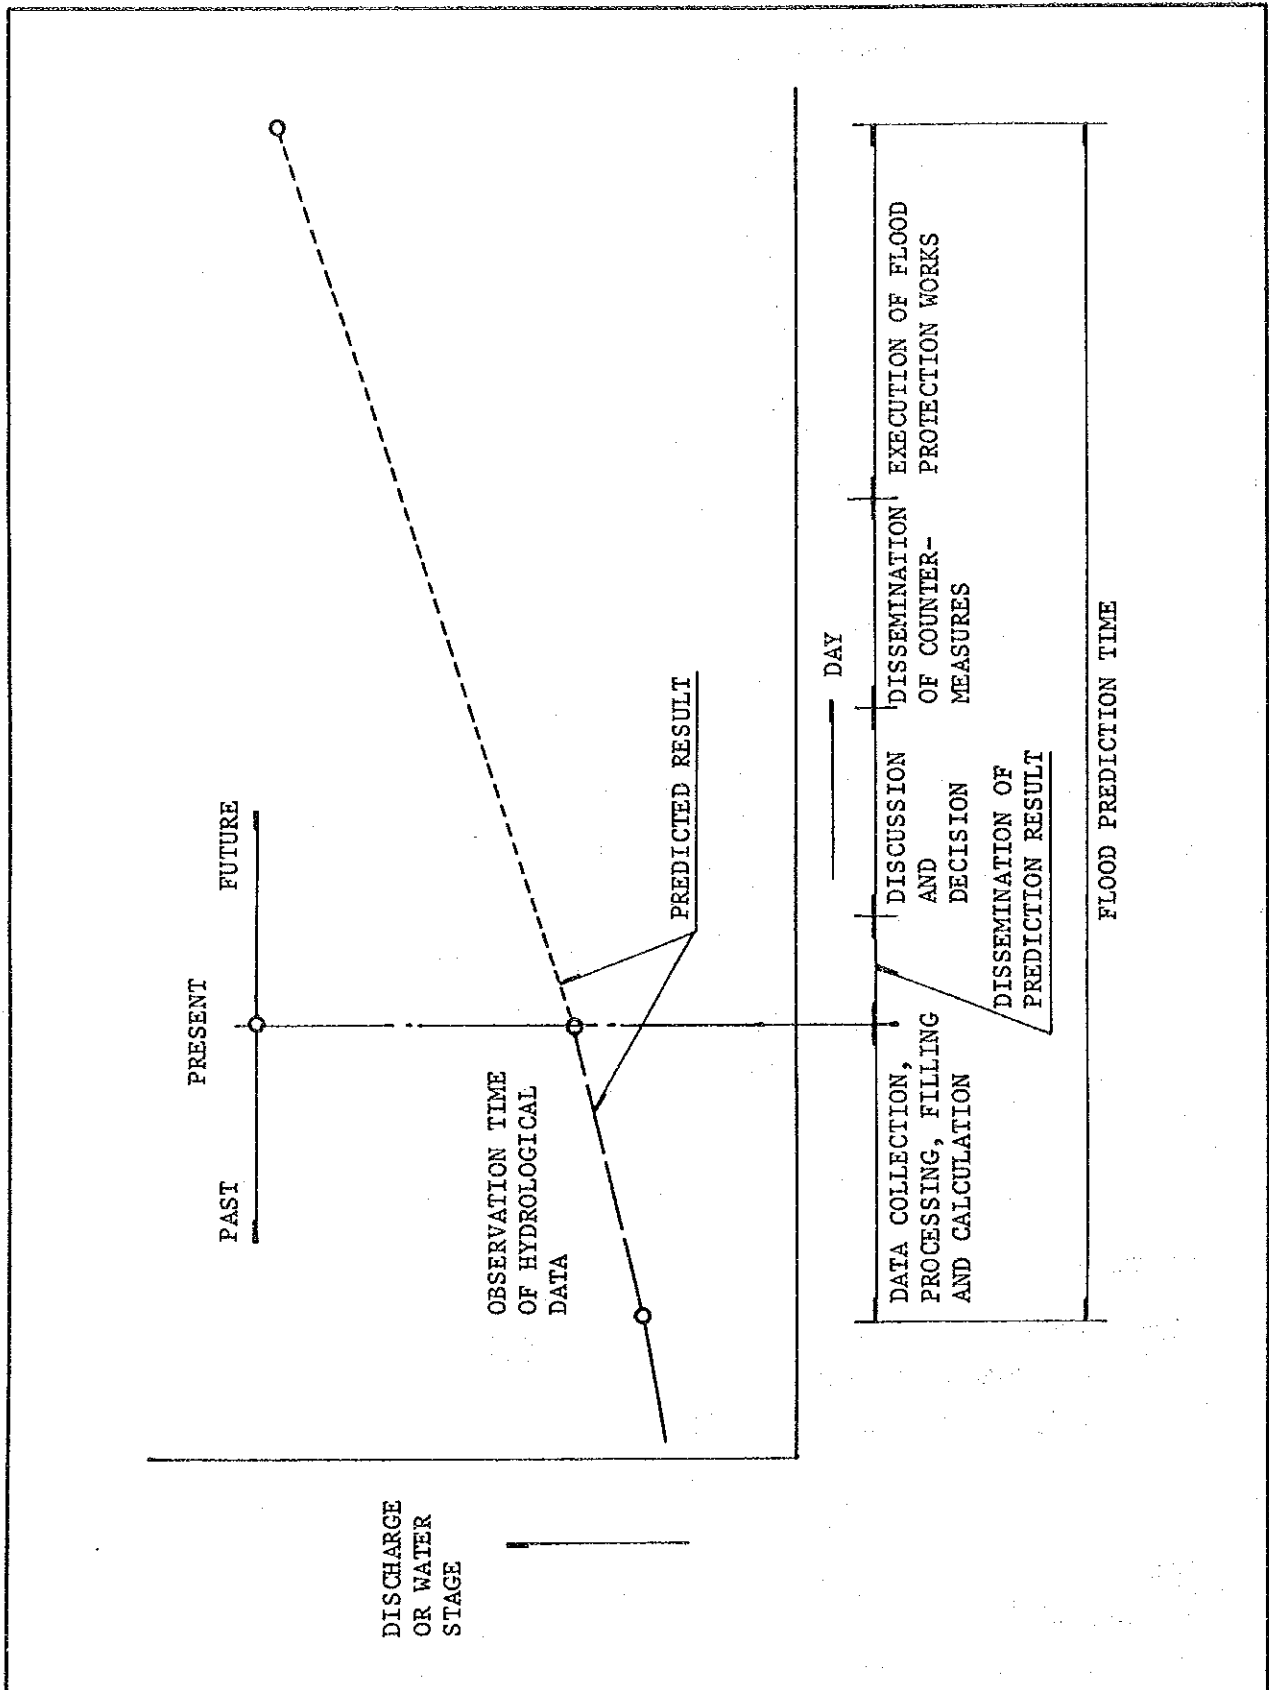 PAST
PRESENT
FUTURE
DISCHARGE
OR WATER
STAGE
OBSERVATION TIME
OF HYDROLOGICAL
DATA
PREDICTED RESULT
DAY
DATA COLLECTION,
PROCESSING, FILLING
AND CALCULATION
DISCUSSION
AND
DECISION
DISSEMINATION
OF COUNTER-
MEASURES
EXECUTION OF FLOOD
PROTECTION WORKS
DISSEMINATION OF
PREDICTION RESULT
FLOOD PREDICTION TIME